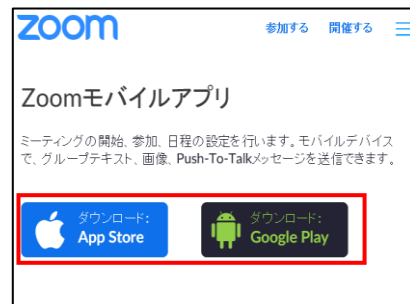 zoom 参加する 開催する
Zoomモバイルアプリ
ミーティングの開始、参加、日程の設定を行います。モバイルデバイス
で、グループテキスト、画像、Push-To-Talkメッセージを送信できます。
ダウンロード:
App Store
ダウンロード:
Google Play